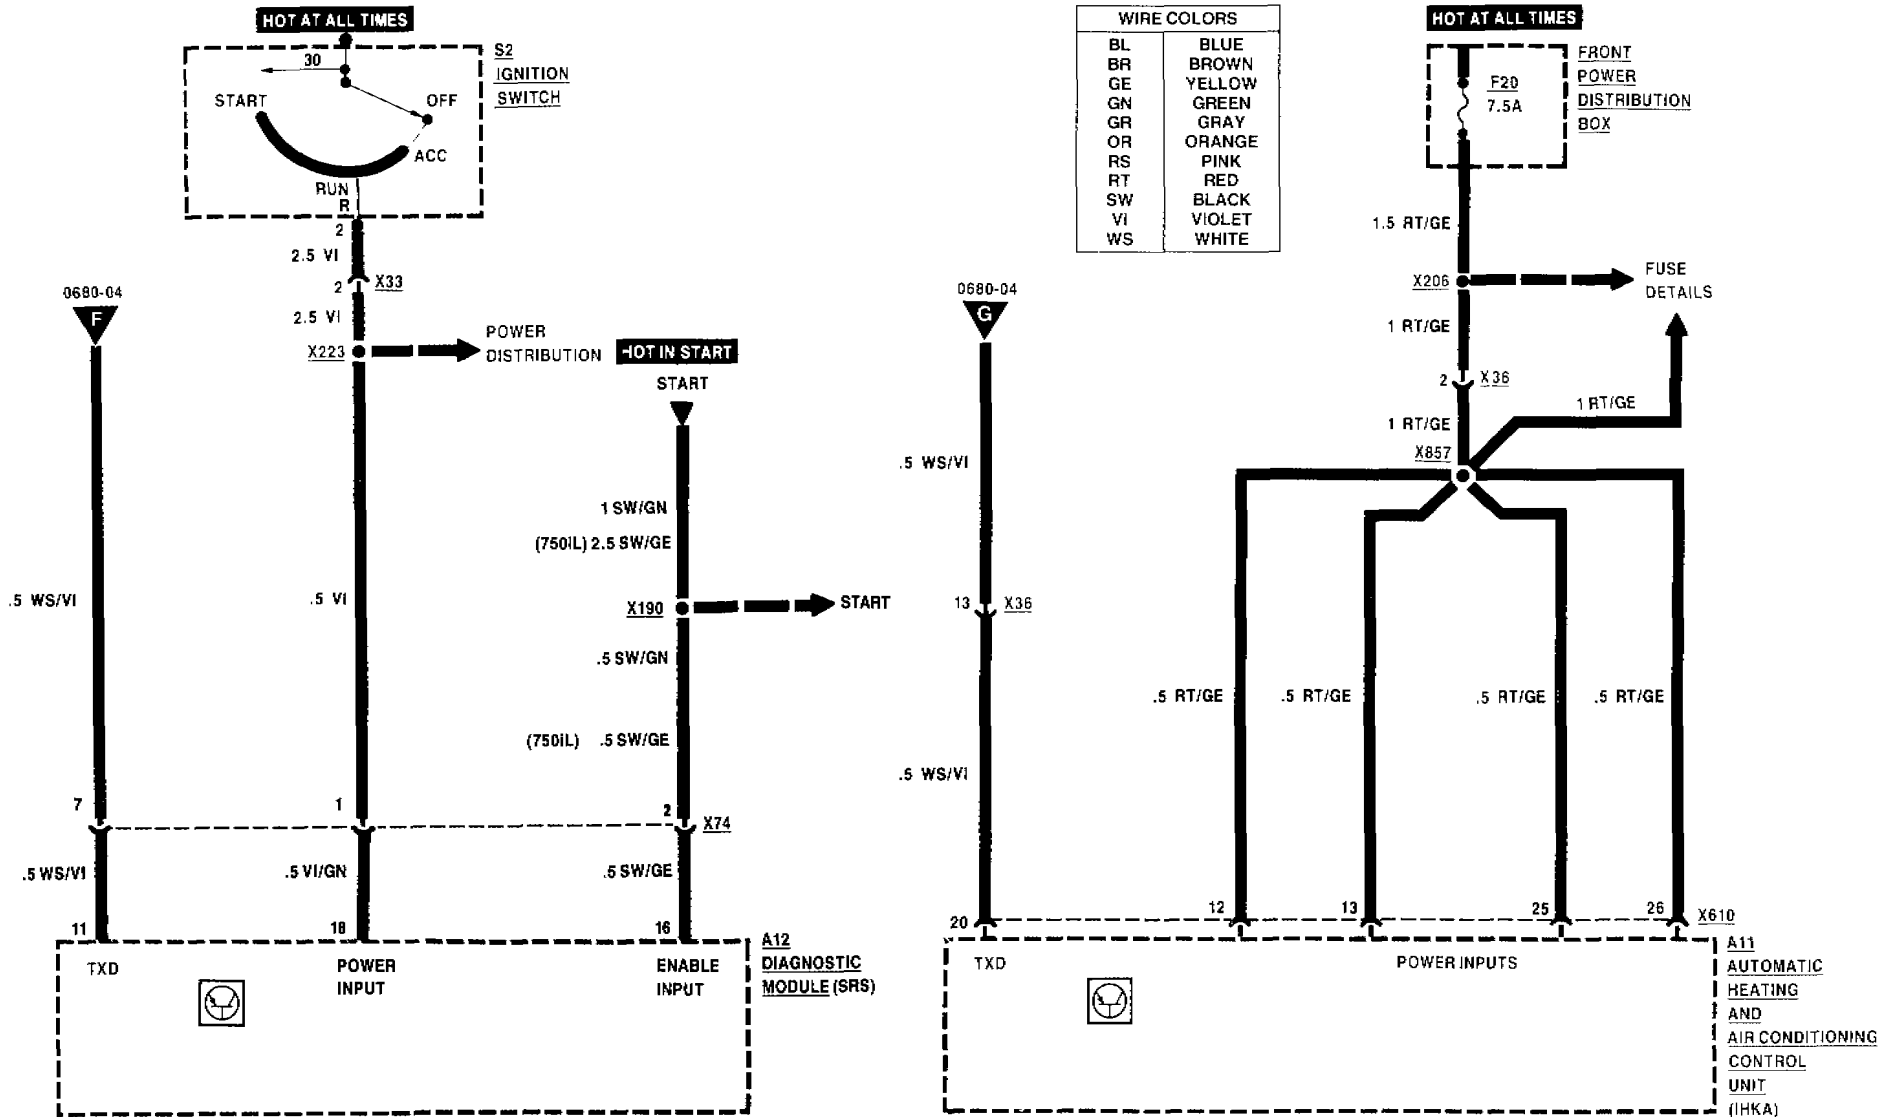 HOT AT ALL TIMES
30
START
OFF
ACC
RUN
R
S2
IGNITION
SWITCH
2
2.5 VI
2
X33
2.5 VI
X223
POWER
DISTRIBUTION
0680-04
F
HOT IN START
START
1 SW/GN
(750iL) 2.5 SW/GE
X190
START
.5 WS/VI
.5 VI
.5 SW/GN
(750iL) .5 SW/GE
7
1
2
X74
.5 WS/VI
.5 VI/GN
.5 SW/GE
11
18
16
TXD
POWER
INPUT
ENABLE
INPUT
A12
DIAGNOSTIC
MODULE (SRS)
WIRE COLORS
BL BLUE
BR BROWN
GE YELLOW
GN GREEN
GR GRAY
OR ORANGE
RS PINK
RT RED
SW BLACK
VI VIOLET
WS WHITE
0680-04
G
.5 WS/VI
13
X36
.5 WS/VI
HOT AT ALL TIMES
F20
7.5A
FRONT
POWER
DISTRIBUTION
BOX
1.5 RT/GE
X206
FUSE
DETAILS
1 RT/GE
2
X36
1 RT/GE
1 RT/GE
X857
.5 RT/GE
.5 RT/GE
.5 RT/GE
.5 RT/GE
20
12
13
25
26
X610
TXD
POWER INPUTS
A11
AUTOMATIC
HEATING
AND
AIR CONDITIONING
CONTROL
UNIT
(IHKA)